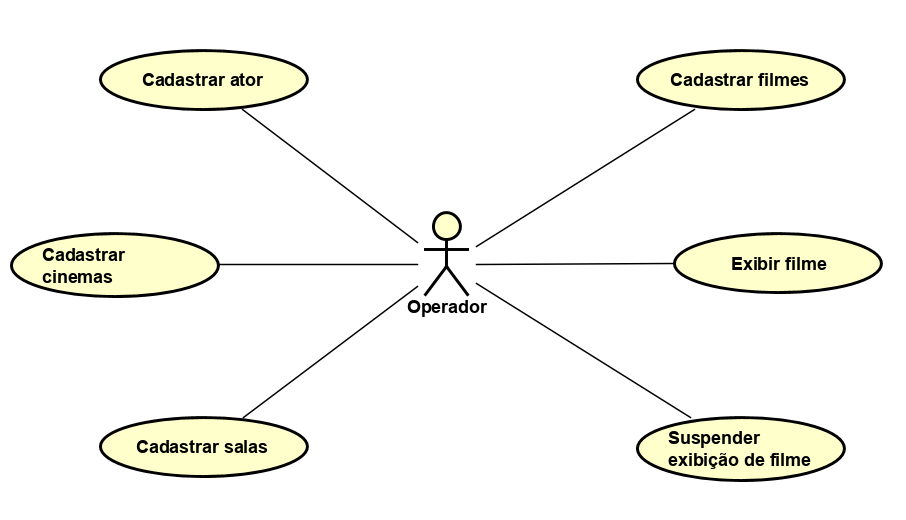 Cadastrar ator
Cadastrar filmes
Cadastrar
cinemas
Exibir filme
Operador
Cadastrar salas
Suspender
exibição de filme